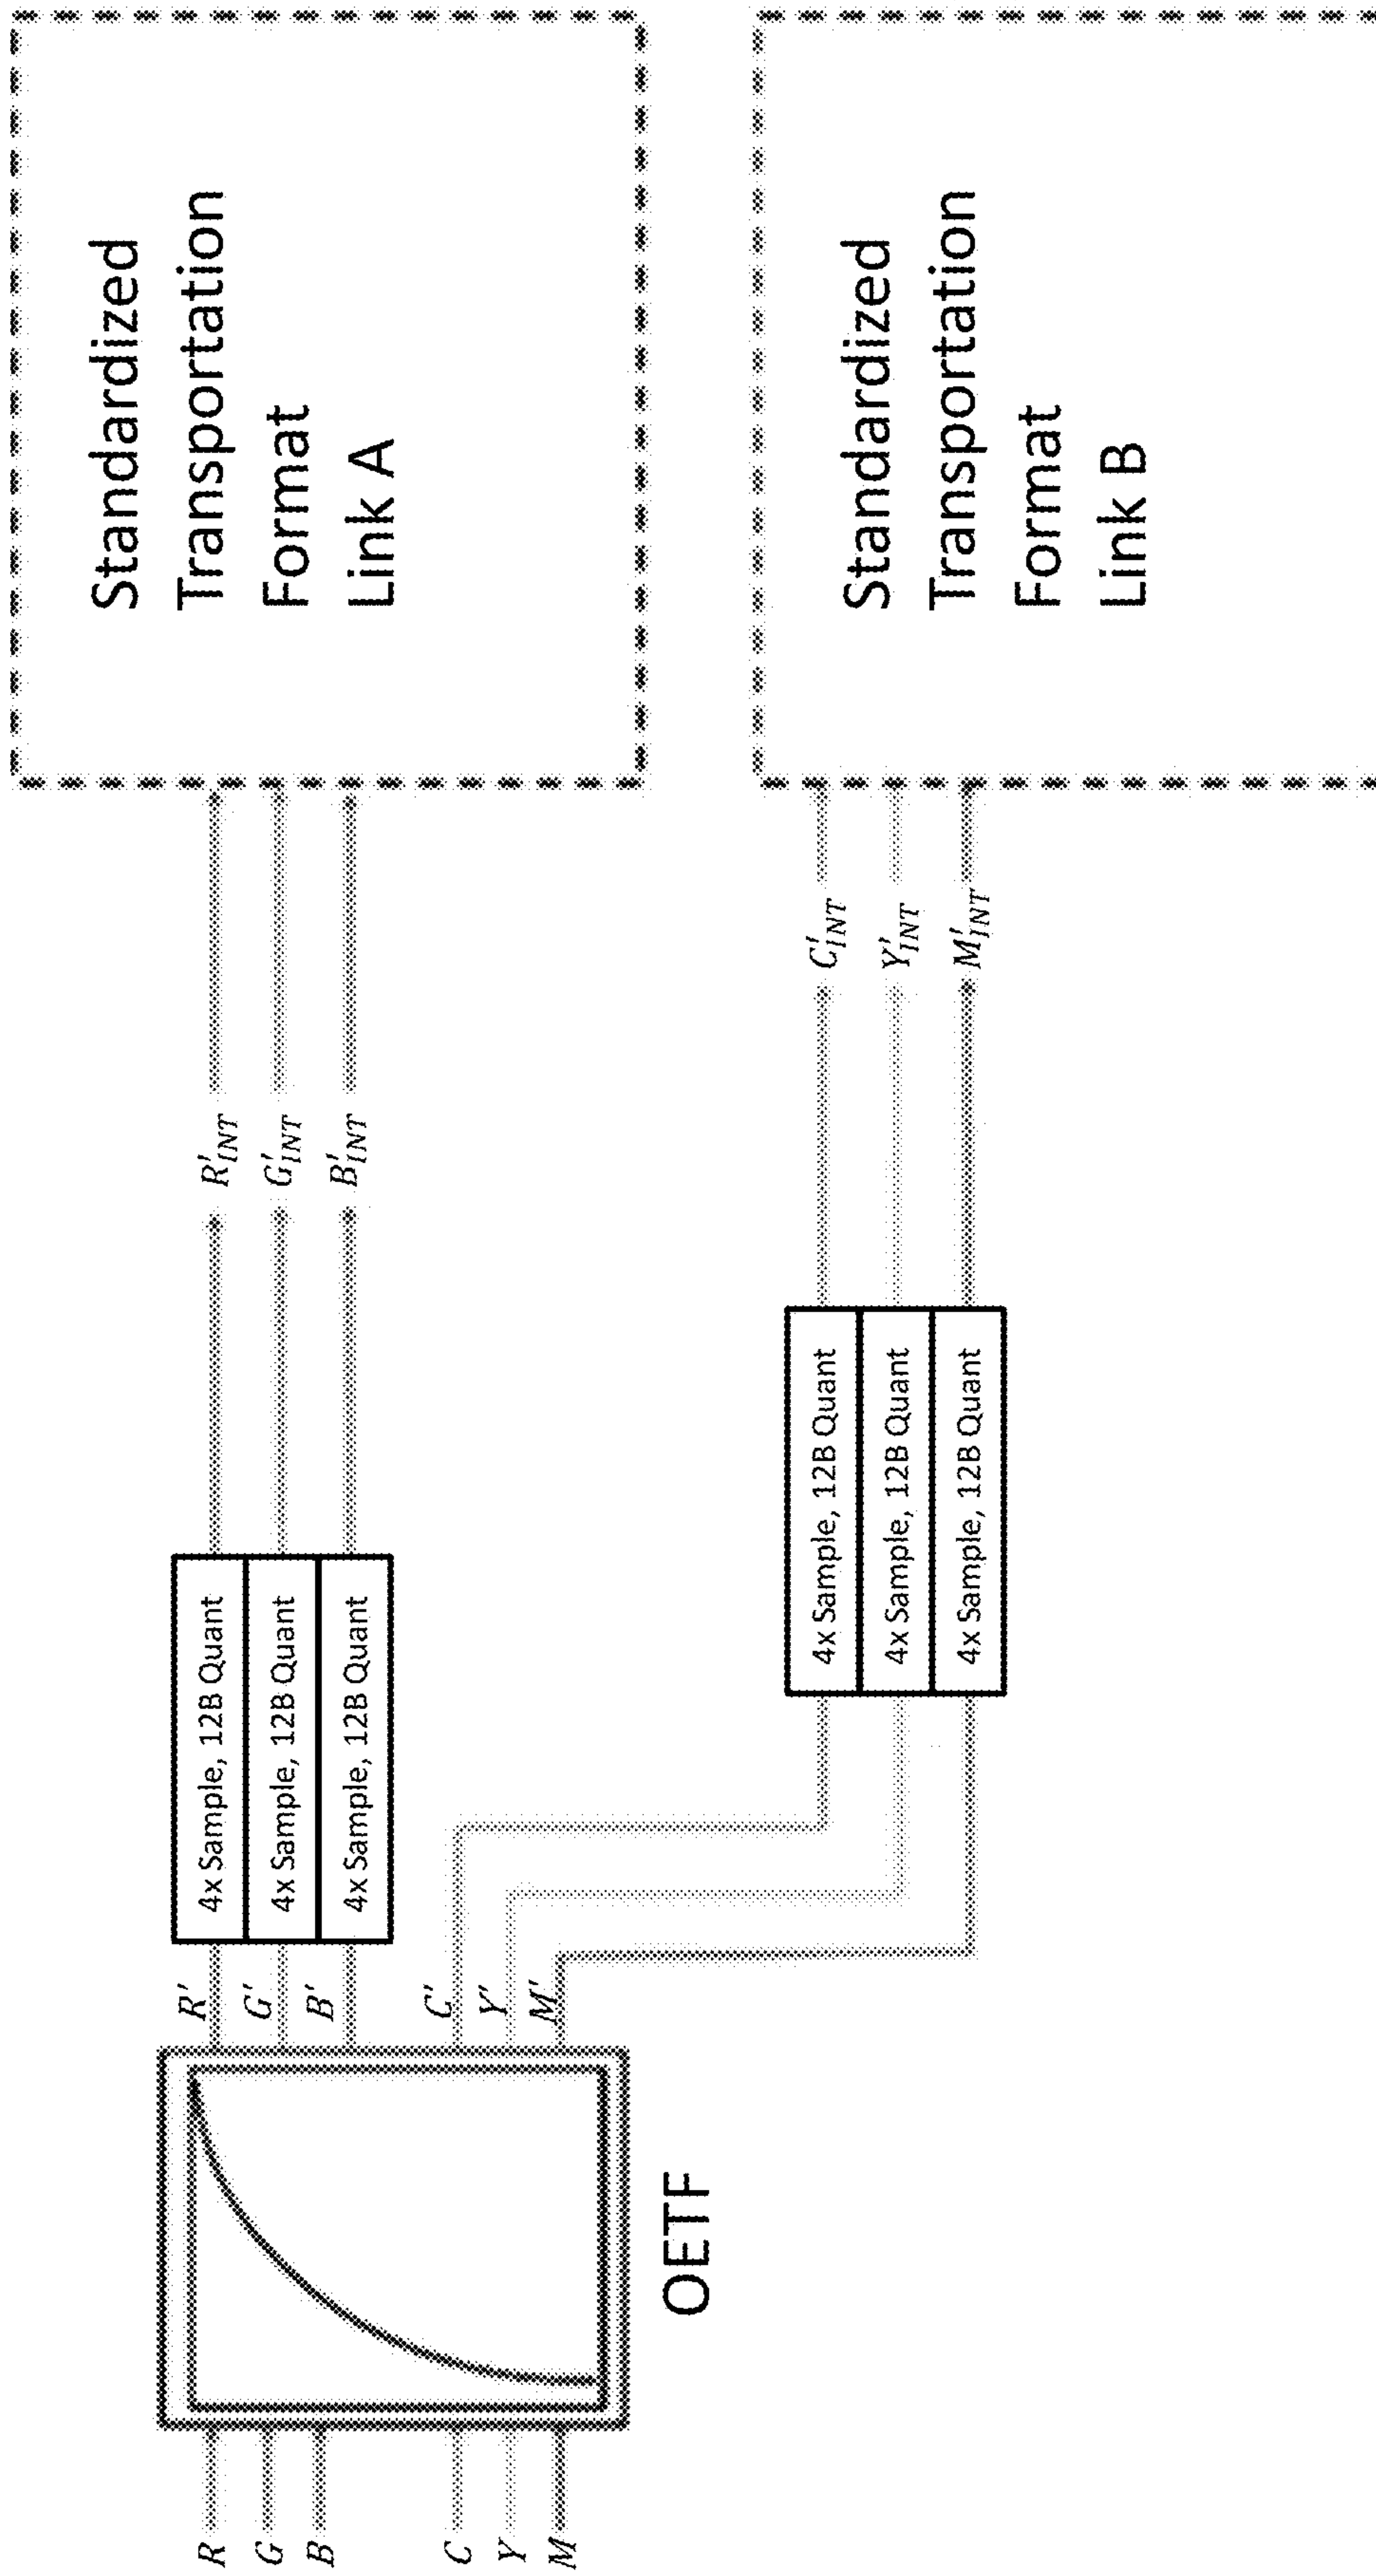 R
G
B
C
Y
M
OETF
R'
G'
B'
C'
Y'
M'
4x Sample, 12B Quant
4x Sample, 12B Quant
4x Sample, 12B Quant
4x Sample, 12B Quant
4x Sample, 12B Quant
4x Sample, 12B Quant
R'INT
G'INT
B'INT
C'INT
Y'INT
M'INT
Standardized
Transportation
Format
Link A
Standardized
Transportation
Format
Link B